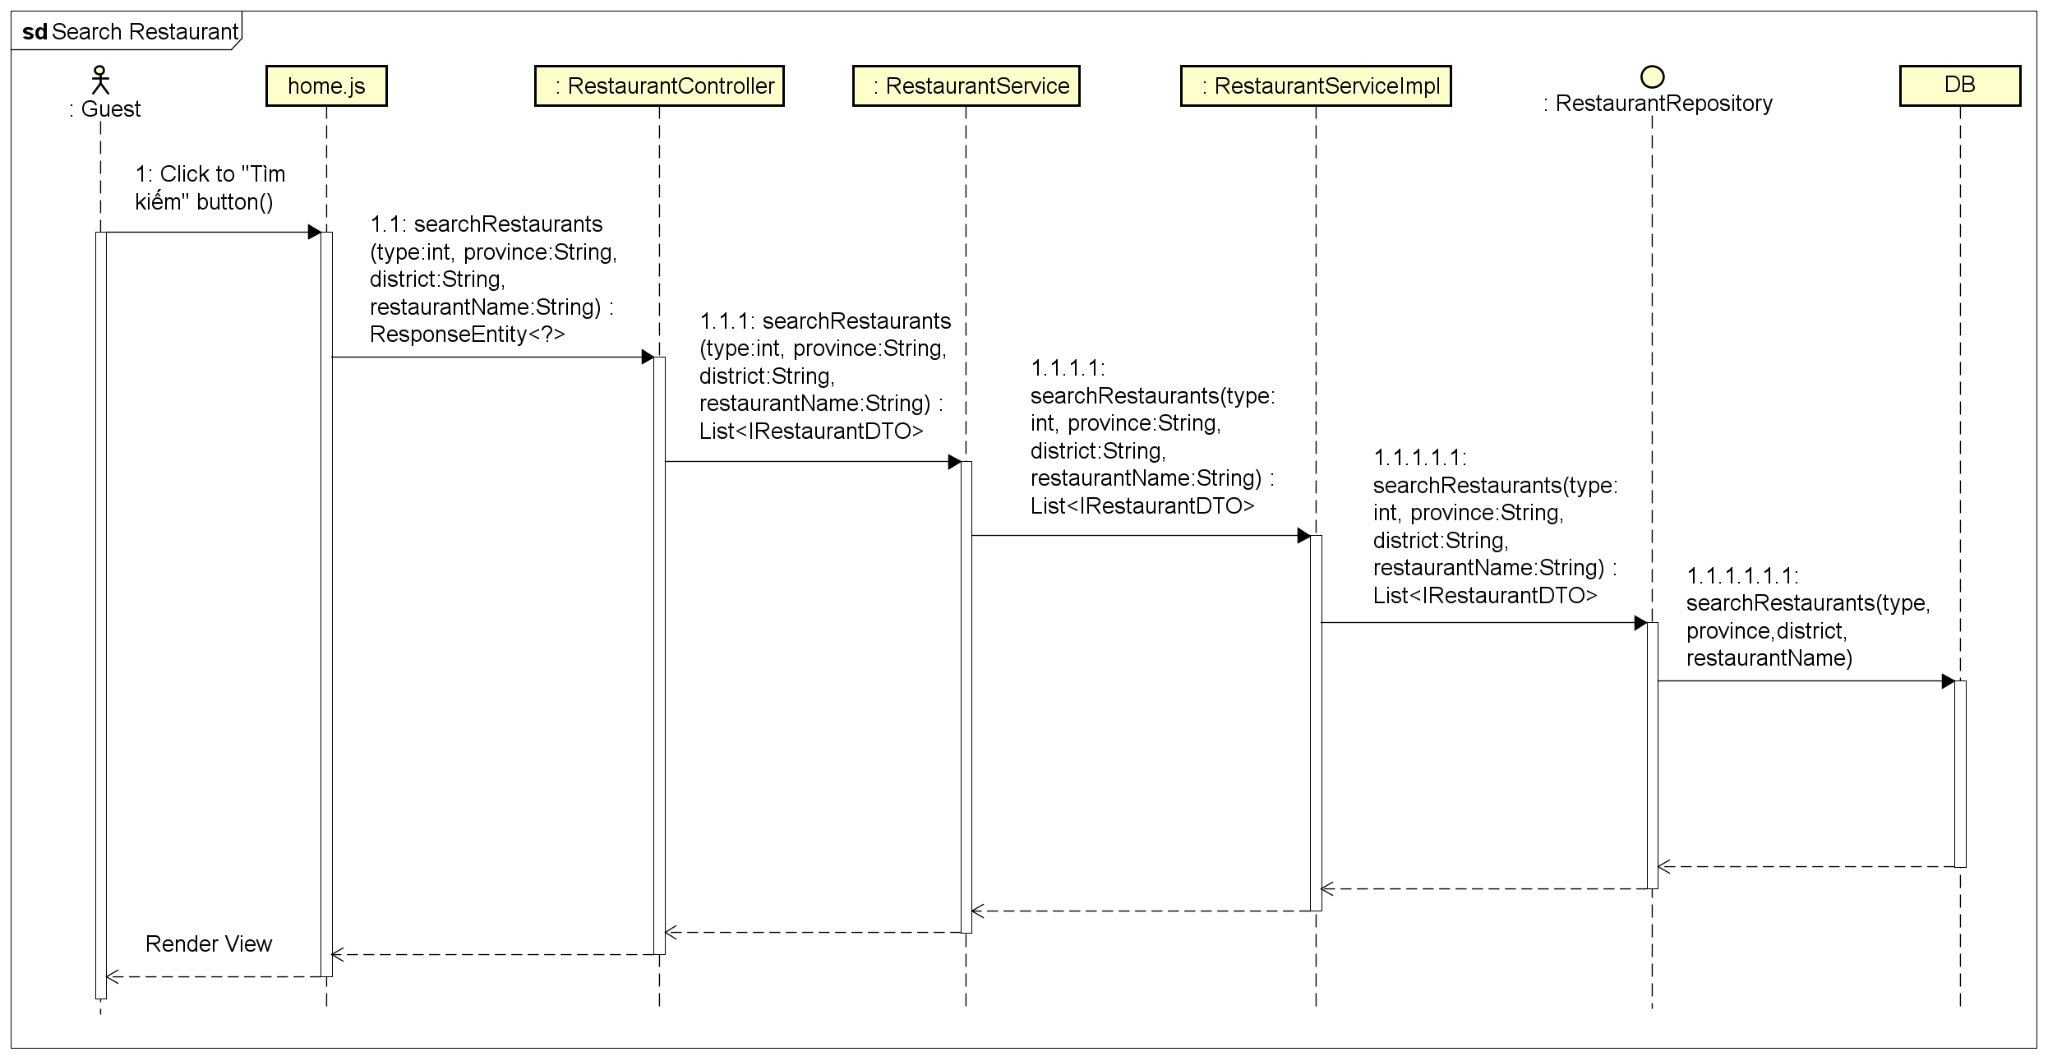 sd Search Restaurant
: Guest
home.js
: RestaurantController
: RestaurantService
: RestaurantServiceImpl
: RestaurantRepository
DB
1: Click to "Tìm
kiếm" button()
1.1: searchRestaurants
(type:int, province:String,
district:String,
restaurantName:String) :
ResponseEntity<?>
1.1.1: searchRestaurants
(type:int, province:String,
district:String,
restaurantName:String) :
List<IRestaurantDTO>
1.1.1.1:
searchRestaurants(type:
int, province:String,
district:String,
restaurantName:String) :
List<IRestaurantDTO>
1.1.1.1.1:
searchRestaurants(type:
int, province:String,
district:String,
restaurantName:String) :
List<IRestaurantDTO>
1.1.1.1.1.1:
searchRestaurants(type,
province,district,
restaurantName)
Render View